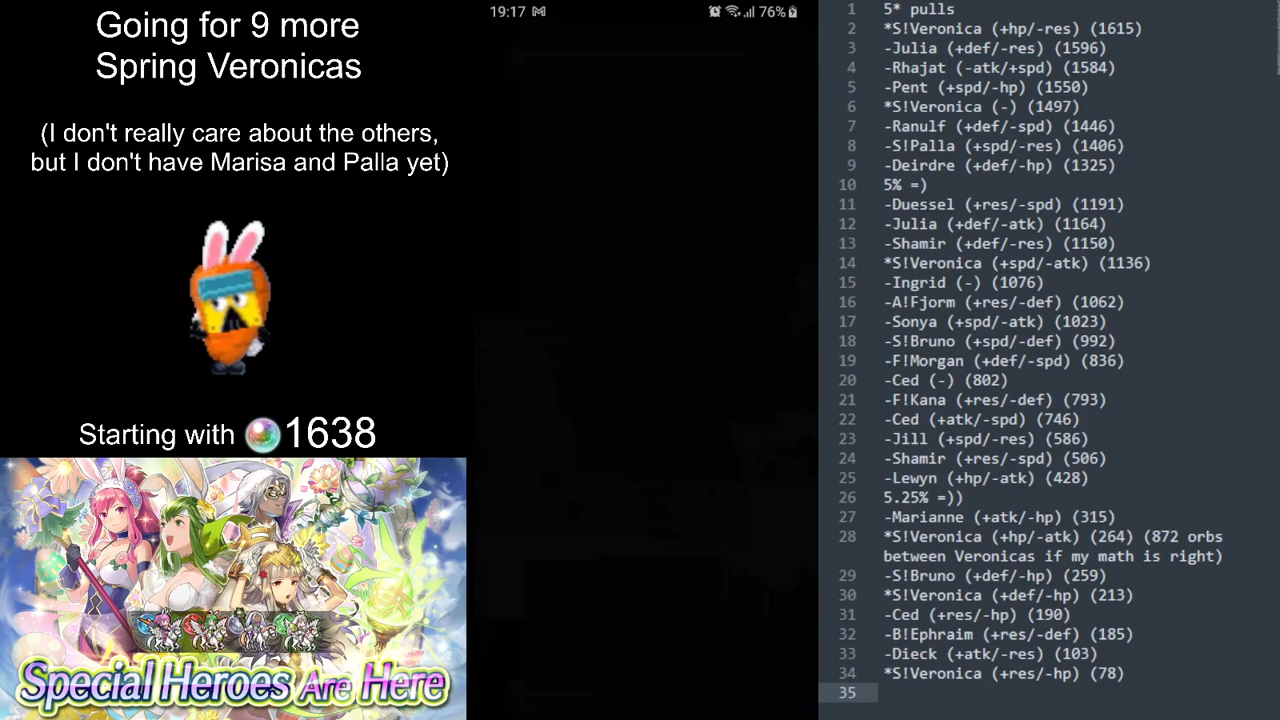 Going for 9 more
Spring Veronicas
(I don't really care about the others,
but I don't have Marisa and Palla yet)
Starting with 1638
Special Heroes Are Here
19:17
76%
1 5* pulls
2 *S!Veronica (+hp/-res) (1615)
3 -Julia (+def/-res) (1596)
4 -Rhajat (-atk/+spd) (1584)
5 -Pent (+spd/-hp) (1550)
6 *S!Veronica (-) (1497)
7 -Ranulf (+def/-spd) (1446)
8 -S!Palla (+spd/-res) (1406)
9 -Deirdre (+def/-hp) (1325)
10 5% =)
11 -Duessel (+res/-spd) (1191)
12 -Julia (+def/-atk) (1164)
13 -Shamir (+def/-res) (1150)
14 *S!Veronica (+spd/-atk) (1136)
15 -Ingrid (-) (1076)
16 -A!Fjorm (+res/-def) (1062)
17 -Sonya (+spd/-atk) (1023)
18 -S!Bruno (+spd/-def) (992)
19 -F!Morgan (+def/-spd) (836)
20 -Ced (-) (802)
21 -F!Kana (+res/-def) (793)
22 -Ced (+atk/-spd) (746)
23 -Jill (+spd/-res) (586)
24 -Shamir (+res/-spd) (506)
25 -Lewyn (+hp/-atk) (428)
26 5.25% =))
27 -Marianne (+atk/-hp) (315)
28 *S!Veronica (+hp/-atk) (264) (872 orbs
between Veronicas if my math is right)
29 -S!Bruno (+def/-hp) (259)
30 *S!Veronica (+def/-hp) (213)
31 -Ced (+res/-hp) (190)
32 -B!Ephraim (+res/-def) (185)
33 -Dieck (+atk/-res) (103)
34 *S!Veronica (+res/-hp) (78)
35